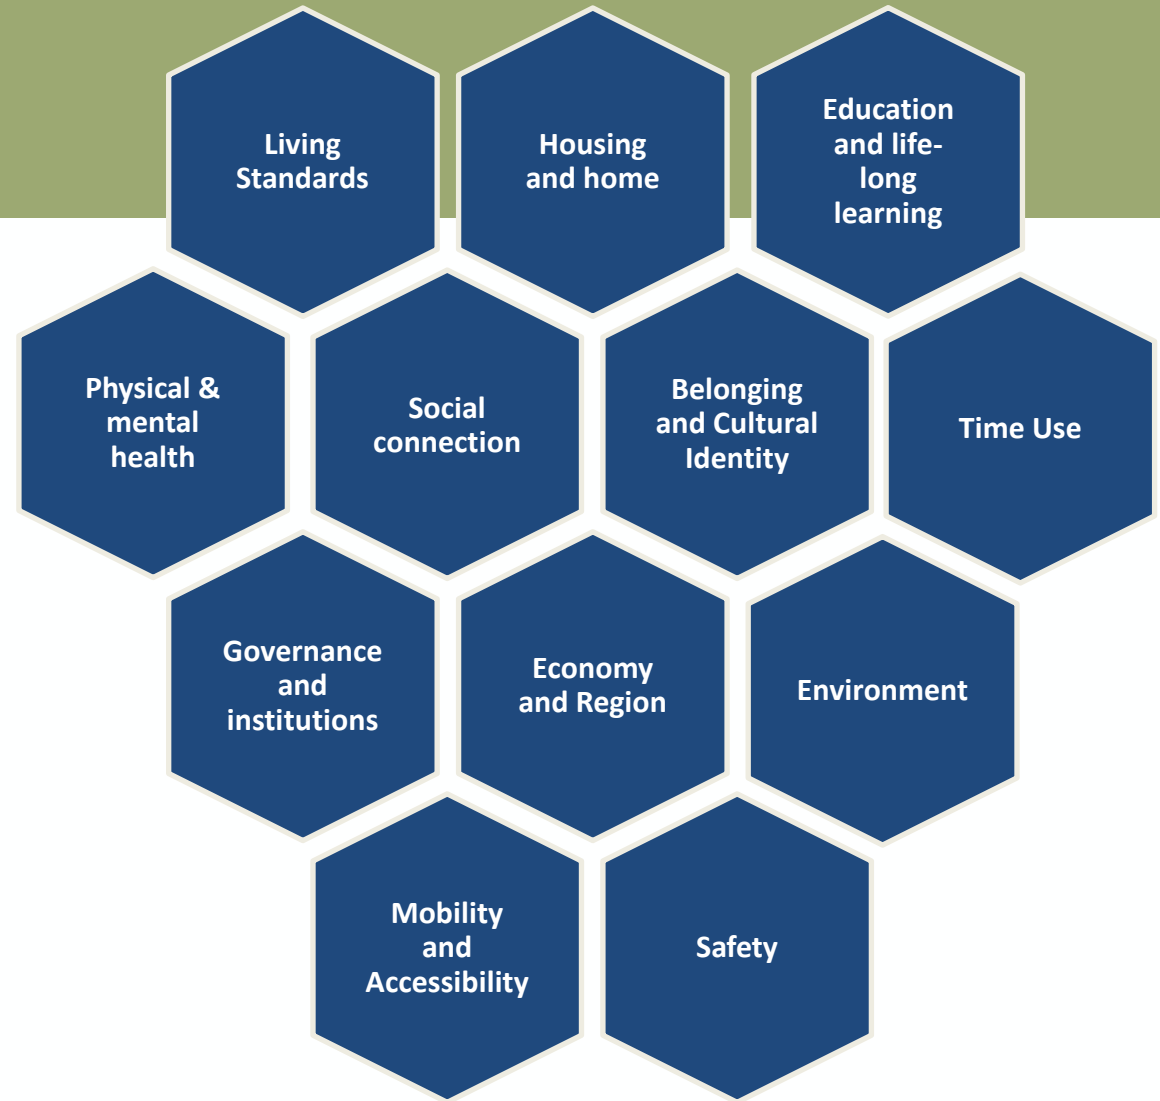 Living
Standards
Housing
and home
Education
and life-
long
learning
Physical &
mental
health
Social
connection
Belonging
and Cultural
Identity
Time Use
Governance
and
institutions
Economy
and Region
Environment
Mobility
and
Accessibility
Safety